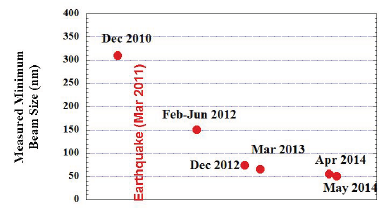 Measured Minimum
Beam Size (nm)
400
350
300
250
200
150
100
50
0
Dec 2010
Earthquake (Mar 2011)
Feb-Jun 2012
Dec 2012
Mar 2013
Apr 2014
May 2014